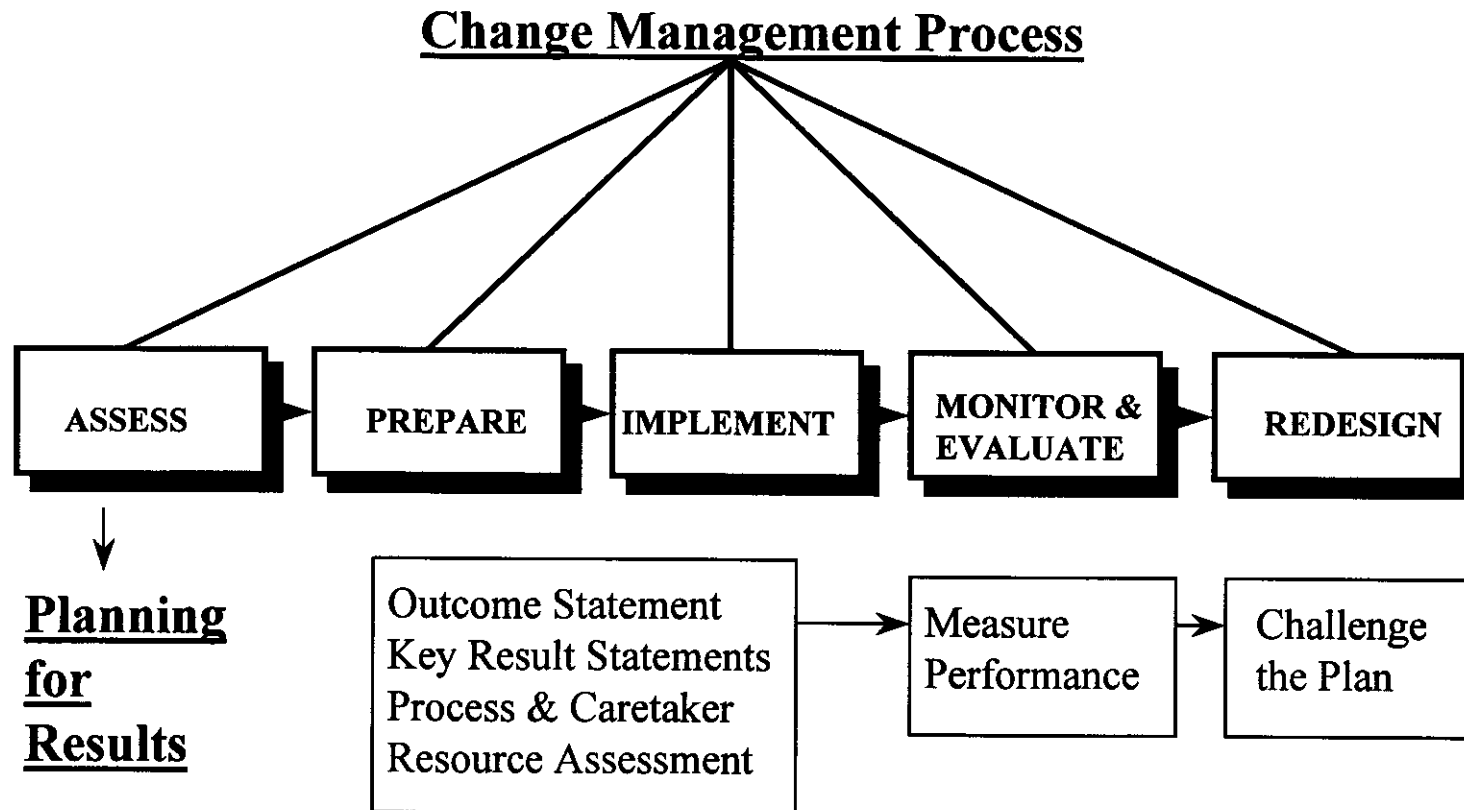 Change Management Process
ASSESS
PREPARE
IMPLEMENT
MONITOR &
EVALUATE
REDESIGN
Planning
for
Results
Outcome Statement
Key Result Statements
Process & Caretaker
Resource Assessment
Measure
Performance
Challenge
the Plan